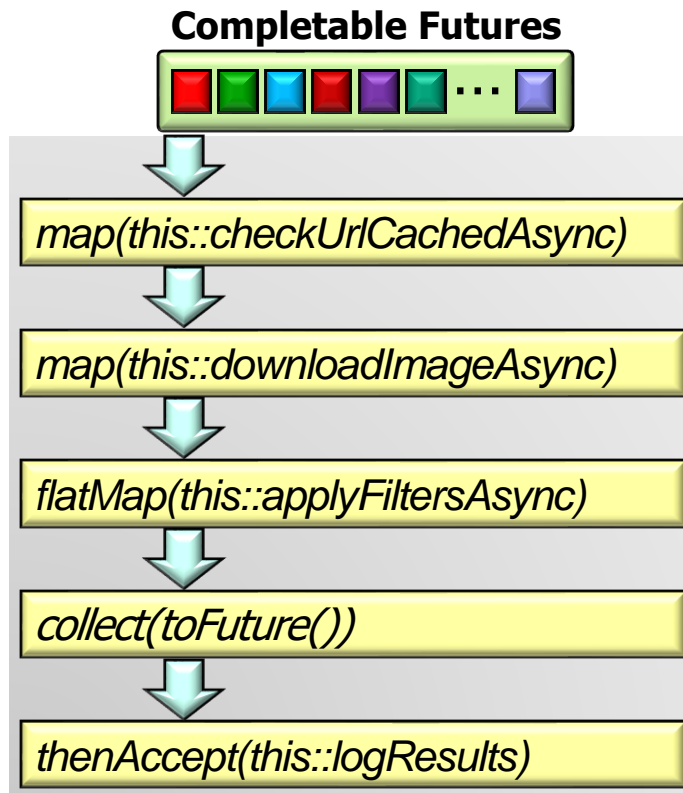 Completable Futures
...
map(this::checkUrlCachedAsync)
map(this::downloadImageAsync)
flatMap(this::applyFiltersAsync)
collect(toFuture())
thenAccept(this::logResults)